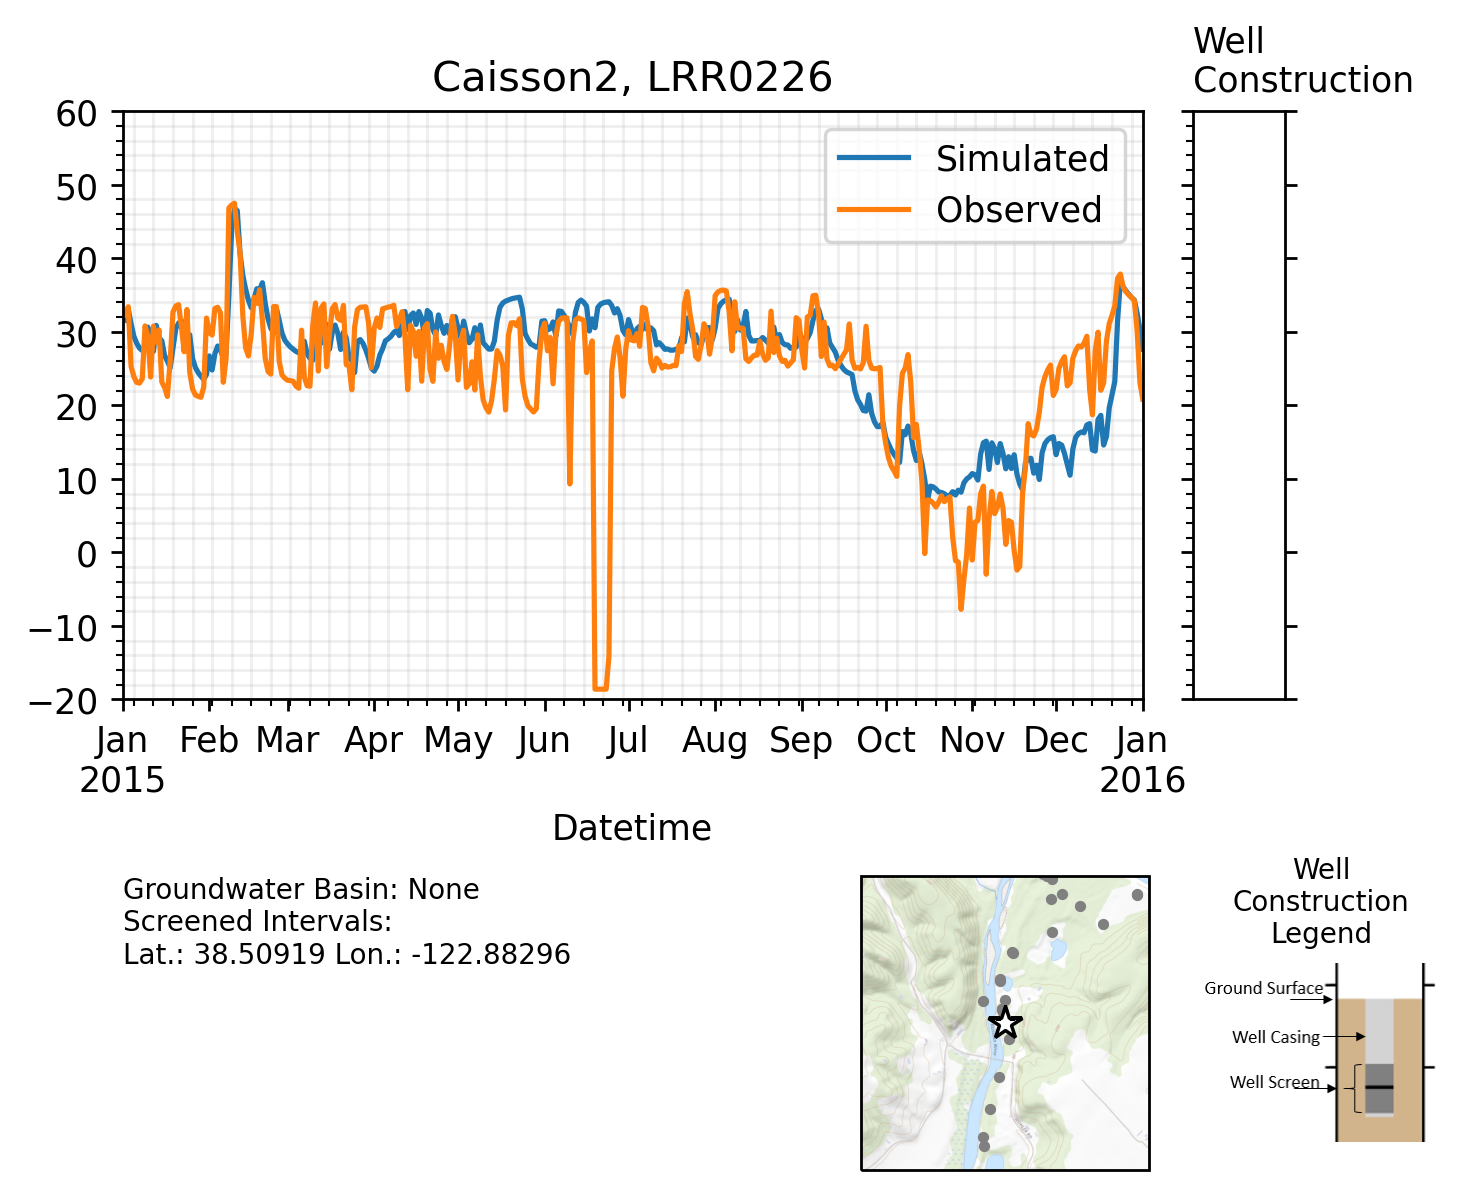 Well
Construction
Caisson2, LRR0226
60
50
40
30
20
10
0
−10
−20
Simulated
Observed
Jan Feb Mar Apr May Jun Jul Aug Sep Oct Nov Dec Jan
2015 2016
Datetime
Groundwater Basin: None
Screened Intervals:
Lat.: 38.50919 Lon.: -122.88296
Well
Construction
Legend
Ground Surface
Well Casing
Well Screen